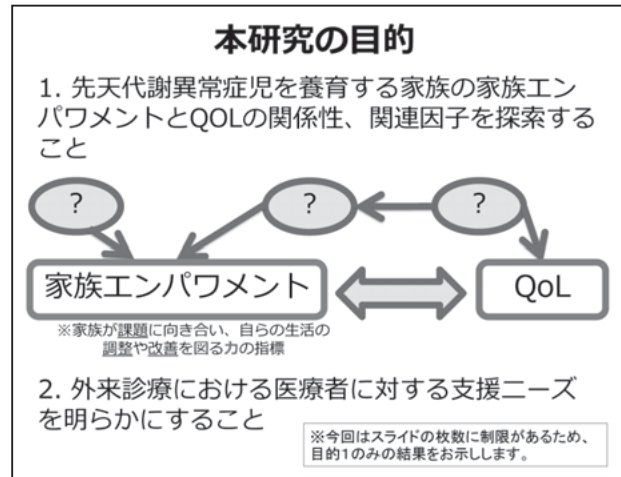 本研究の目的
1. 先天代謝異常症児を養育する家族の家族エン
パワメントとQOLの関係性、関連因子を探索する
こと
?
?
?
家族エンパワメント
QoL
※家族が課題に向き合い、自らの生活の
調整や改善を図る力の指標
2. 外来診療における医療者に対する支援ニーズ
を明らかにすること
※今回はスライドの枚数に制限があるため、
目的1のみの結果をお示しします。